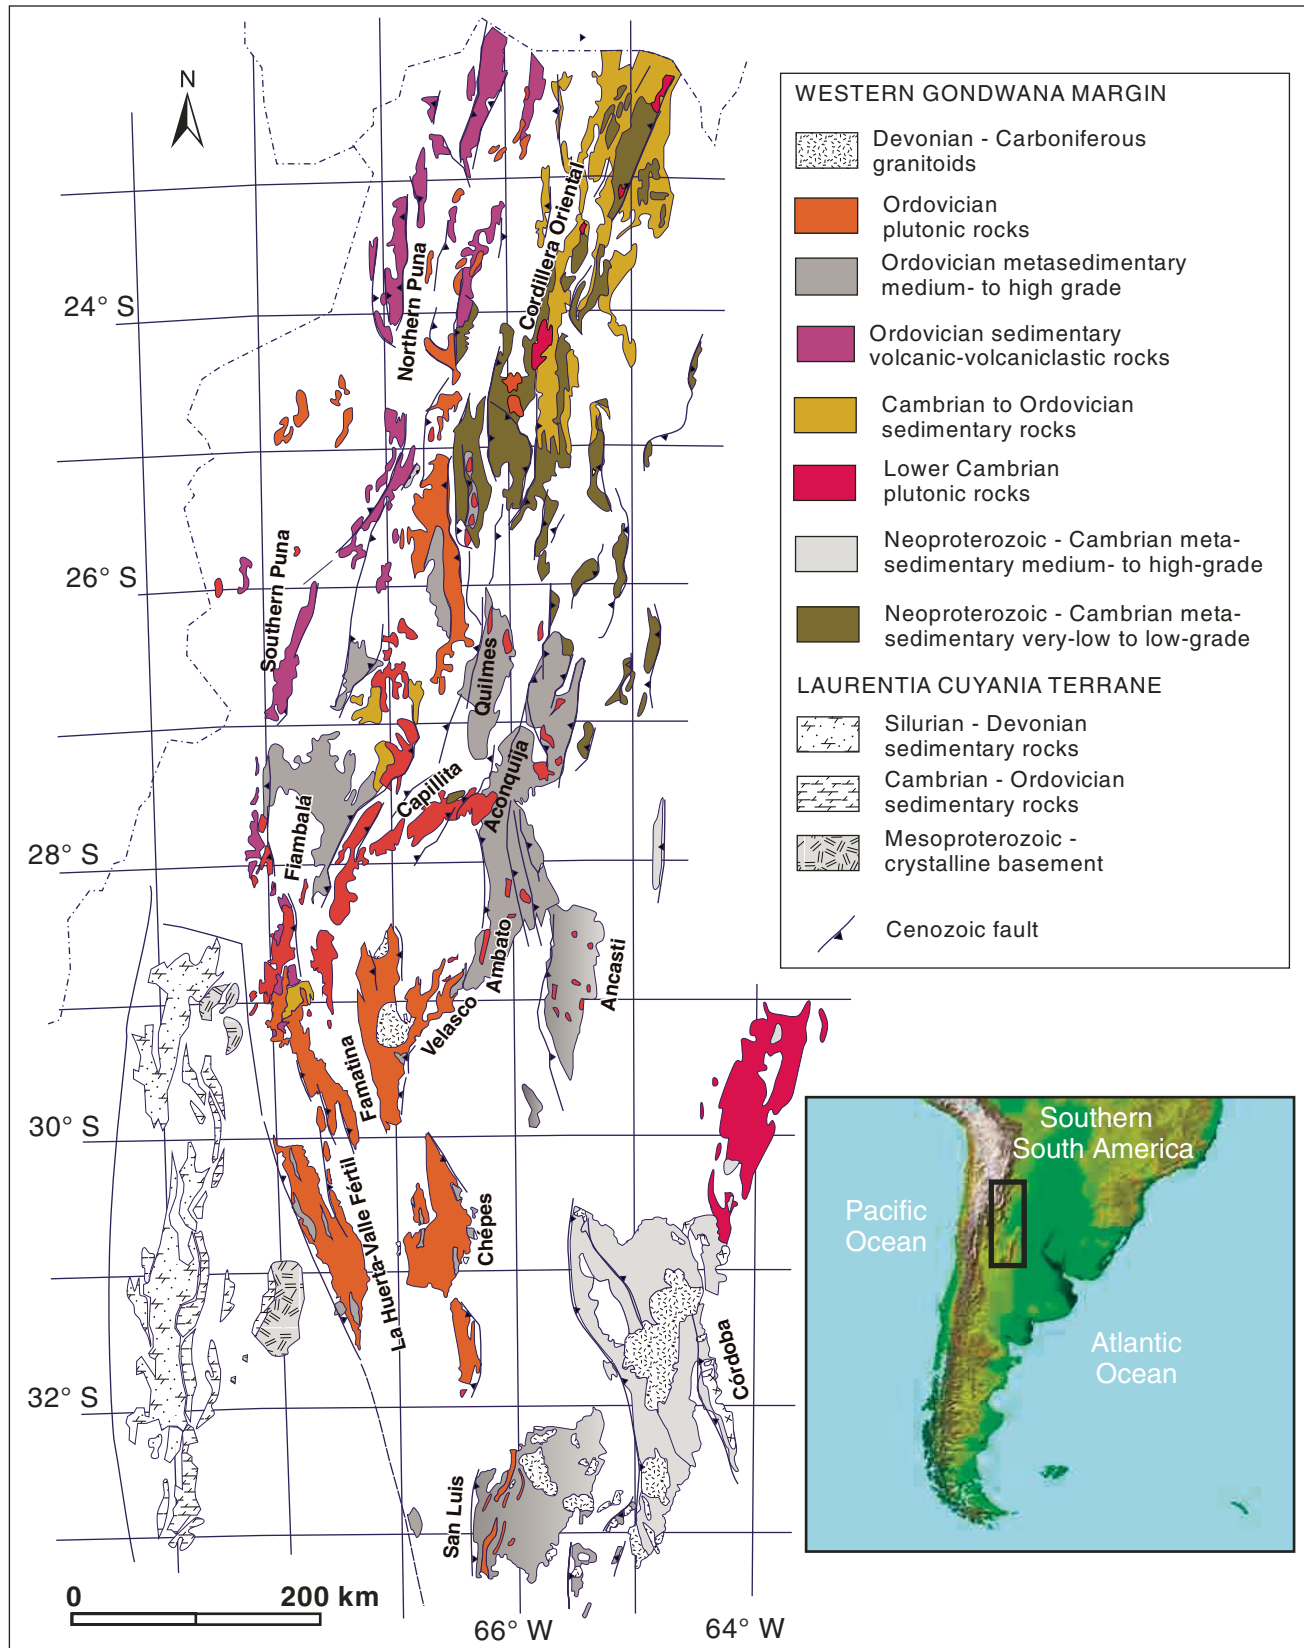 N
24° S
26° S
28° S
30° S
32° S
66° W
64° W
0 200 km
Northern Puna
Cordillera Oriental
Southern Puna
Quilmes
Fiambalá
Capillita
Aconquija
Ambato
Ancasti
Velasco
Famatina
La Huerta-Valle Fértil
Chépes
Córdoba
San Luis
WESTERN GONDWANA MARGIN
Devonian - Carboniferous
granitoids
Ordovician
plutonic rocks
Ordovician metasedimentary
medium- to high grade
Ordovician sedimentary
volcanic-volcaniclastic rocks
Cambrian to Ordovician
sedimentary rocks
Lower Cambrian
plutonic rocks
Neoproterozoic - Cambrian meta-
sedimentary medium- to high-grade
Neoproterozoic - Cambrian meta-
sedimentary very-low to low-grade
LAURENTIA CUYANIA TERRANE
Silurian - Devonian
sedimentary rocks
Cambrian - Ordovician
sedimentary rocks
Mesoproterozoic -
crystalline basement
Cenozoic fault
Southern
South America
Pacific
Ocean
Atlantic
Ocean